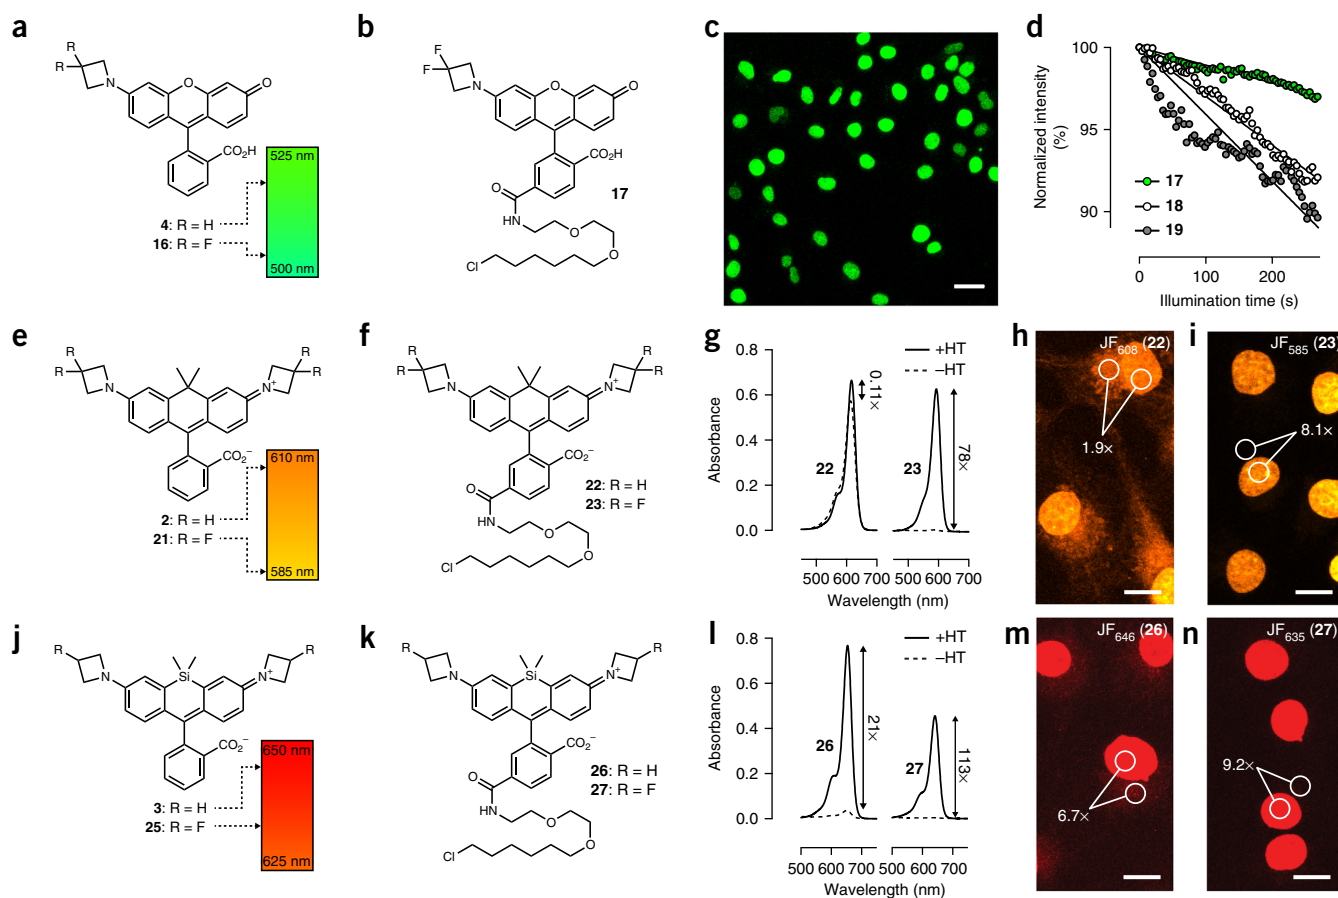 a
R
R
N
O
O
CO₂H
4: R = H
16: R = F
525 nm
500 nm
b
F
F
N
O
O
CO₂H
O
HN
O
O
Cl
17
c
d
Normalized intensity
(%)
100
95
90
17
18
19
0
100
200
Illumination time (s)
e
R
R
N
R
R
N⁺
CO₂⁻
2: R = H
21: R = F
610 nm
585 nm
f
R
R
N
R
R
N⁺
CO₂⁻
O
NH
O
O
Cl
22: R = H
23: R = F
g
Absorbance
0.8
0.6
0.4
0.2
0.0
+HT
–HT
22
0.11×
23
78×
500 600 700
500 600 700
Wavelength (nm)
h
JF₆₀₈ (22)
1.9×
i
JF₅₈₅ (23)
8.1×
j
R
N
Si
R
N⁺
CO₂⁻
3: R = H
25: R = F
650 nm
625 nm
k
R
N
Si
R
N⁺
CO₂⁻
O
NH
O
O
Cl
26: R = H
27: R = F
l
Absorbance
0.8
0.6
0.4
0.2
0.0
+HT
–HT
26
21×
27
113×
500 600 700
500 600 700
Wavelength (nm)
m
JF₆₄₆ (26)
6.7×
n
JF₆₃₅ (27)
9.2×